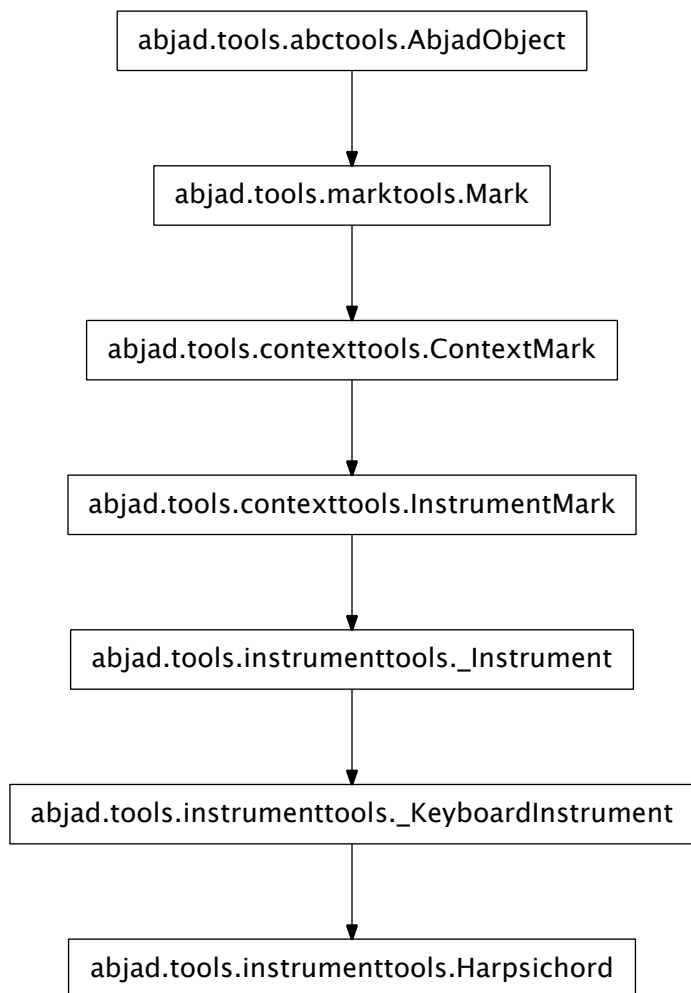 abjad.tools.abctools.AbjadObject
abjad.tools.marktools.Mark
abjad.tools.contexttools.ContextMark
abjad.tools.contexttools.InstrumentMark
abjad.tools.instrumenttools._Instrument
abjad.tools.instrumenttools._KeyboardInstrument
abjad.tools.instrumenttools.Harpsichord